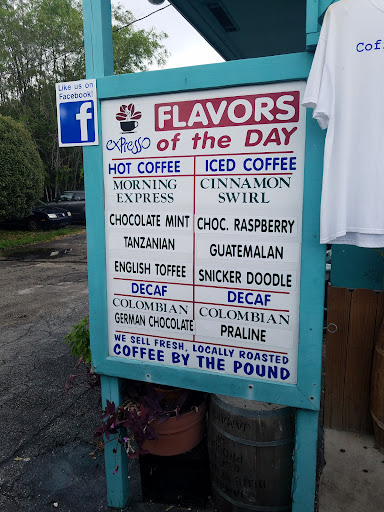 Like us on
Facebook!
f
exPresso
FLAVORS
of the DAY
HOT COFFEE
MORNING
EXPRESS
CHOCOLATE MINT
TANZANIAN
ENGLISH TOFFEE
DECAF
COLOMBIAN
GERMAN CHOCOLATE
ICED COFFEE
CINNAMON
SWIRL
CHOC. RASPBERRY
GUATEMALAN
SNICKER DOODLE
DECAF
COLOMBIAN
PRALINE
WE SELL FRESH, LOCALLY ROASTED
COFFEE BY THE POUND